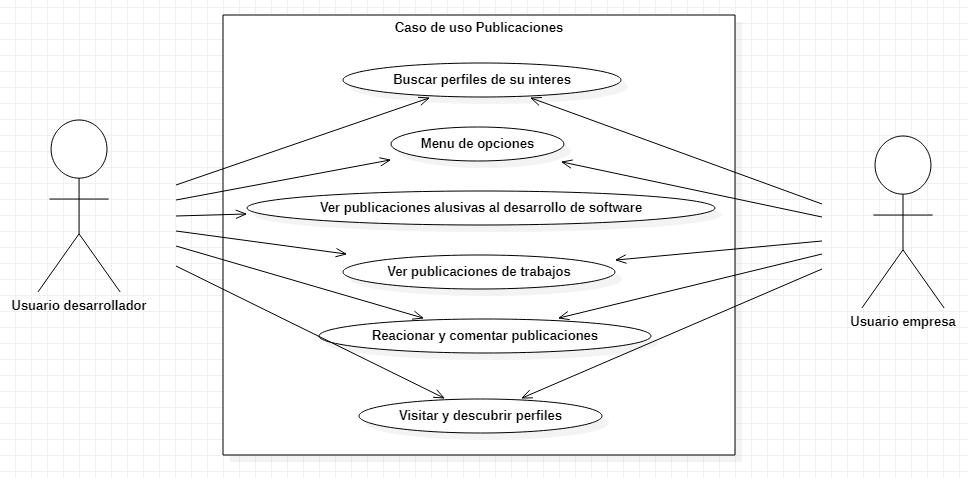 Caso de uso Publicaciones
Buscar perfiles de su interes
Menu de opciones
Ver publicaciones alusivas al desarrollo de software
Ver publicaciones de trabajos
Reacionar y comentar publicaciones
Visitar y descubrir perfiles
Usuario desarrollador
Usuario empresa